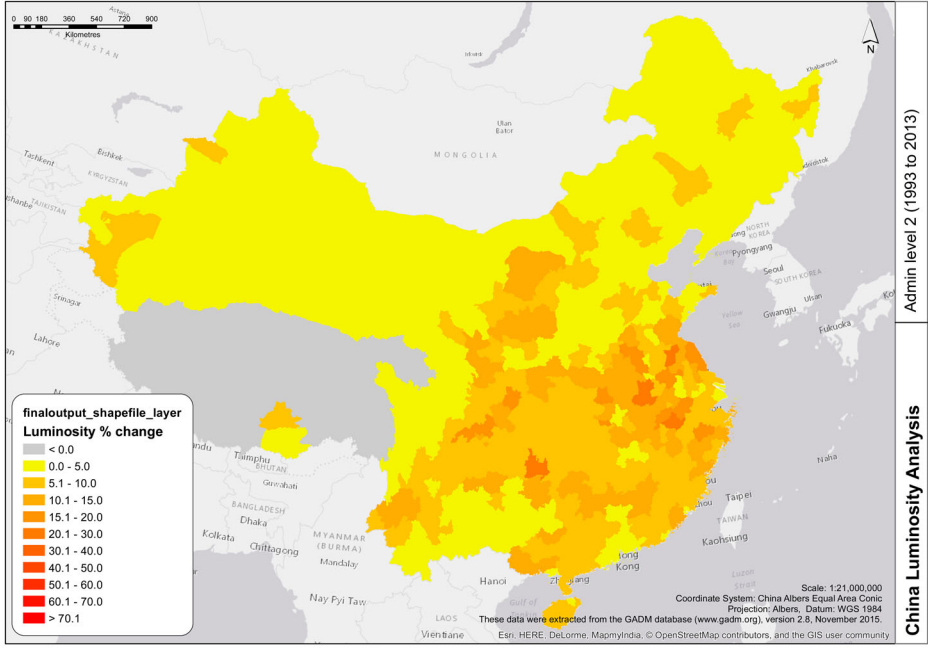 0 90 180 360 540 720 900
Kilometres
Astana
KAZAKHSTAN
Irkutsk
N
Khabarovsk
Ulan
Bator
MONGOLIA
Tashkent
Bishkek
KYRGYZSTAN
TAJIKISTAN
Srinagar
Lahore
NORTH
KOREA
Pyongyang
Seoul
SOUTH KOREA
Gwangju
Ulsan
Yellow
Sea
Fukuoka
Naha
Taipei
TAIWAN
Kaohsiung
Hong
Kong
Luzon
Strait
Gulf of
Hanoi
LAOS
Vientiane
MYANMAR
(BURMA)
Mandalay
Nay Pyi Taw
Taimphu
BHUTAN
Guwahati
BANGLADESH
Dhaka
Kolkata
Chittagong
finaloutput_shapefile_layer
Luminosity % change
< 0.0
0.0 - 5.0
5.1 - 10.0
10.1 - 15.0
15.1 - 20.0
20.1 - 30.0
30.1 - 40.0
40.1 - 50.0
50.1 - 60.0
60.1 - 70.0
> 70.1
Scale: 1:21,000,000
Coordinate System: China Albers Equal Area Conic
Projection: Albers, Datum: WGS 1984
These data were extracted from the GADM database (www.gadm.org), version 2.8, November 2015.
Esri, HERE, DeLorme, MapmyIndia, © OpenStreetMap contributors, and the GIS user community
Admin level 2 (1993 to 2013)
China Luminosity Analysis